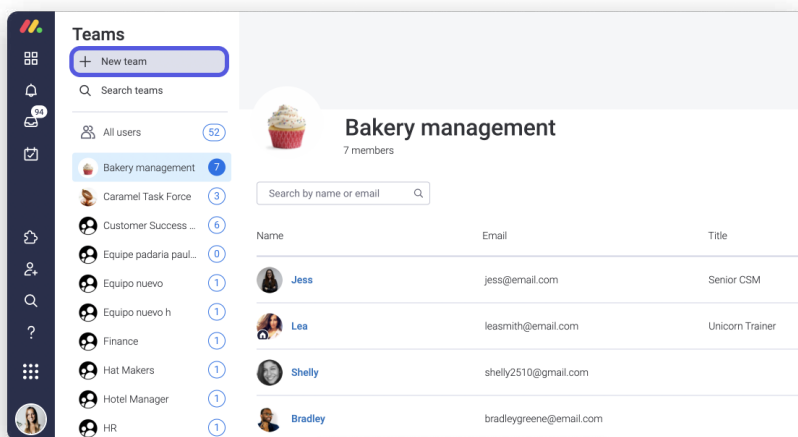 94
?
Teams
+ New team
Search teams
All users 52
Bakery management 7
Caramel Task Force 3
Customer Success ... 6
Equipe padaria paul... 0
Equipo nuevo 1
Equipo nuevo h 1
Finance 1
Hat Makers 1
Hotel Manager 1
HR 1
Bakery management
7 members
Search by name or email
Name Email Title
Jess jess@email.com Senior CSM
Lea leasmith@email.com Unicorn Trainer
Shelly shelly2510@gmail.com
Bradley bradleygreene@email.com